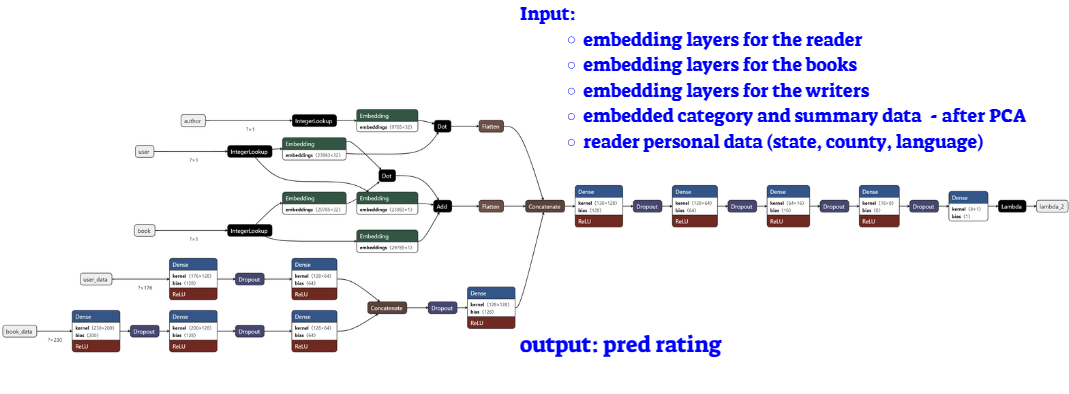 Input:
embedding layers for the reader
embedding layers for the books
embedding layers for the writers
embedded category and summary data - after PCA
reader personal data (state, county, language)
author
?×1
IntegerLookup
Embedding
embeddings (9785×32)
Dot
Flatten
user
?×1
IntegerLookup
Embedding
embeddings (23983×32)
Dot
Embedding
embeddings (29785×32)
Embedding
embeddings (23983×1)
Add
Flatten
Concatenate
book
?×1
IntegerLookup
Embedding
embeddings (29785×1)
Dense
kernel (130×128)
bias (128)
ReLU
Dropout
Dense
kernel (128×64)
bias (64)
ReLU
Dropout
Dense
kernel (64×16)
bias (16)
ReLU
Dropout
Dense
kernel (16×8)
bias (8)
ReLU
Dropout
Dense
kernel (8×1)
bias (1)
Lambda
lambda_2
user_data
?×176
Dense
kernel (176×128)
bias (128)
ReLU
Dropout
Dense
kernel (128×64)
bias (64)
ReLU
Concatenate
Dropout
Dense
kernel (128×128)
bias (128)
ReLU
book_data
?×230
Dense
kernel (230×200)
bias (200)
ReLU
Dropout
Dense
kernel (200×128)
bias (128)
ReLU
Dropout
Dense
kernel (128×64)
bias (64)
ReLU
output: pred rating